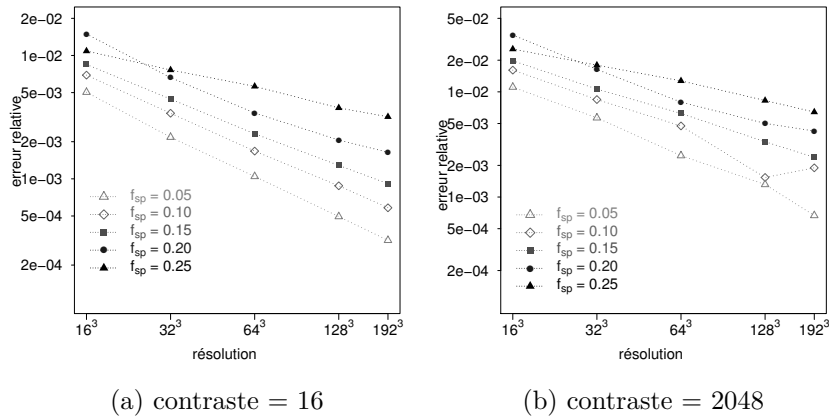 2e−02
1e−02
5e−03
2e−03
1e−03
5e−04
2e−04
erreur relative
f_sp = 0.05
f_sp = 0.10
f_sp = 0.15
f_sp = 0.20
f_sp = 0.25
16³ 32³ 64³ 128³ 192³
résolution
(a) contraste = 16
5e−02
2e−02
1e−02
5e−03
2e−03
1e−03
5e−04
2e−04
erreur relative
f_sp = 0.05
f_sp = 0.10
f_sp = 0.15
f_sp = 0.20
f_sp = 0.25
16³ 32³ 64³ 128³ 192³
résolution
(b) contraste = 2048